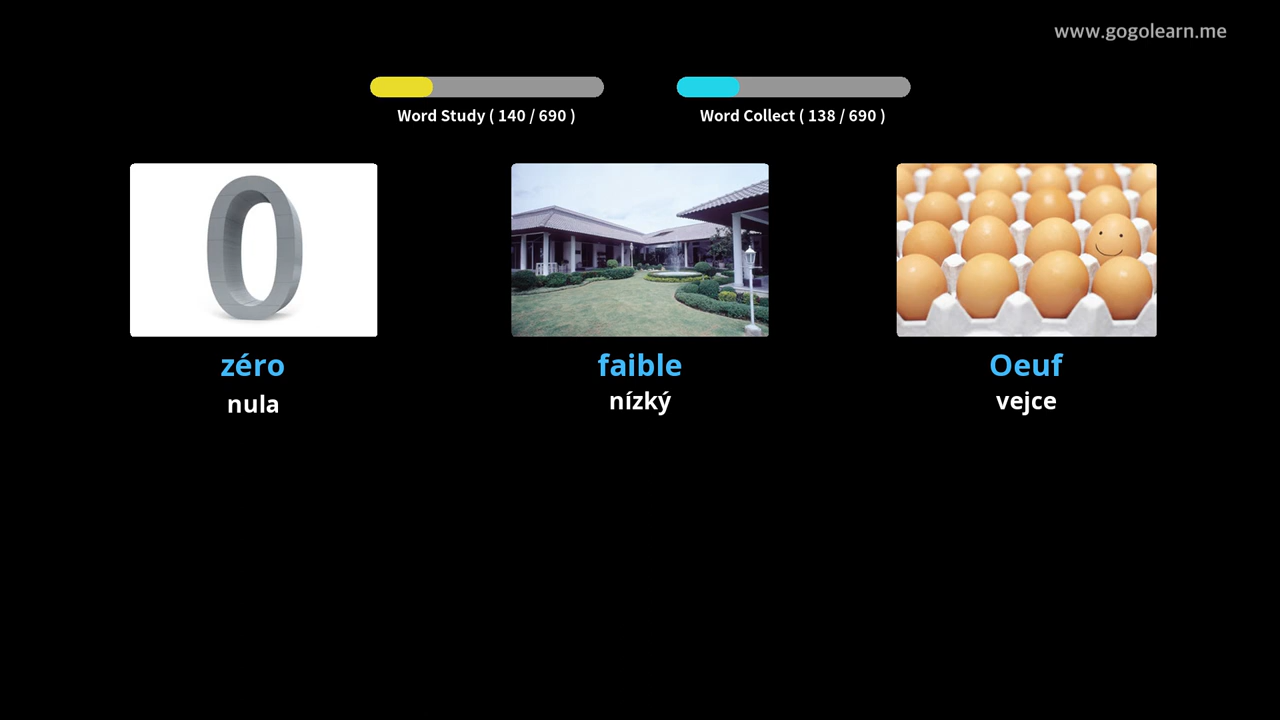 www.gogolearn.me
Word Study ( 140 / 690 )
Word Collect ( 138 / 690 )
zéro
nula
faible
nízký
Oeuf
vejce